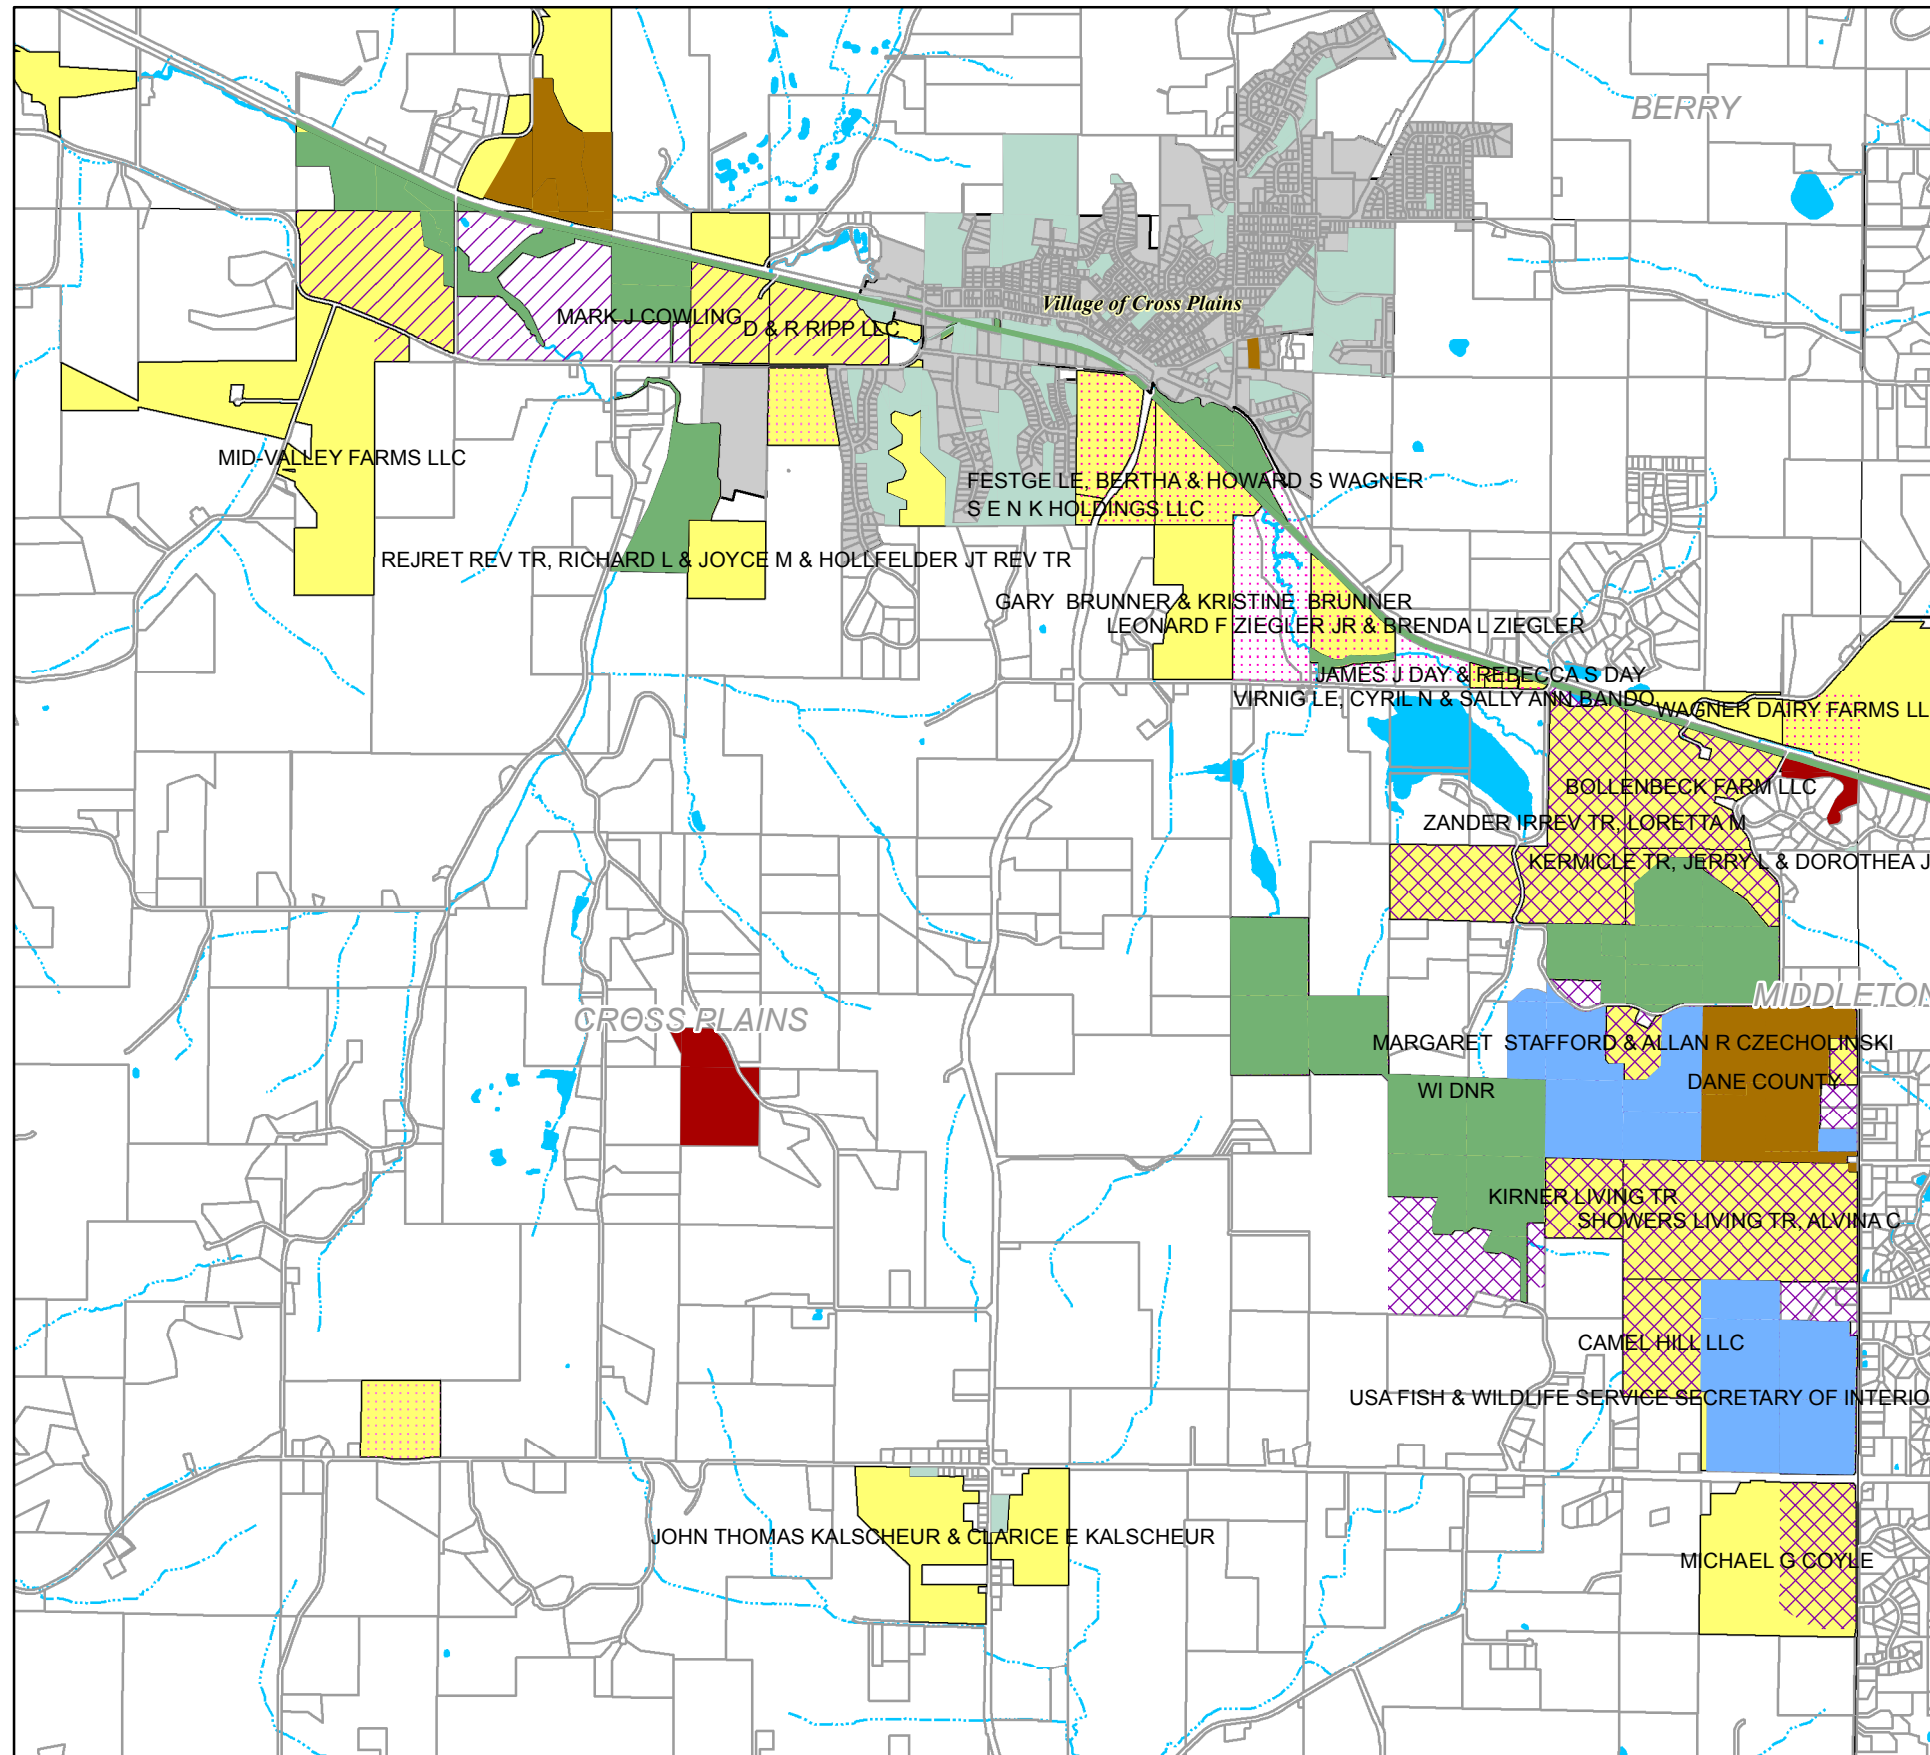 BERRY
Village of Cross Plains
MARK J COWLING
D & R RIPP LLC
MID-VALLEY FARMS LLC
FESTGE LE, BERTHA & HOWARD S WAGNER
S E N K HOLDINGS LLC
REJRET REV TR, RICHARD L & JOYCE M & HOLLFELDER JT REV TR
GARY BRUNNER & KRISTINE BRUNNER
LEONARD F ZIEGLER JR & BRENDA L ZIEGLER
JAMES J DAY & REBECCA S DAY
VIRNIG LE, CYRIL N & SALLY ANN BANDO
WAGNER DAIRY FARMS LL
BOLLENBECK FARM LLC
ZANDER IRREV TR, LORETTA M
KERMICLE TR, JERRY L & DOROTHEA J
MIDDLETON
CROSS PLAINS
MARGARET STAFFORD & ALLAN R CZECHOLINSKI
DANE COUNTY
WI DNR
KIRNER LIVING TR
SHOWERS LIVING TR, ALVINA C
CAMEL HILL LLC
USA FISH & WILDLIFE SERVICE SECRETARY OF INTERIO
JOHN THOMAS KALSCHEUR & CLARICE E KALSCHEUR
MICHAEL G COYLE